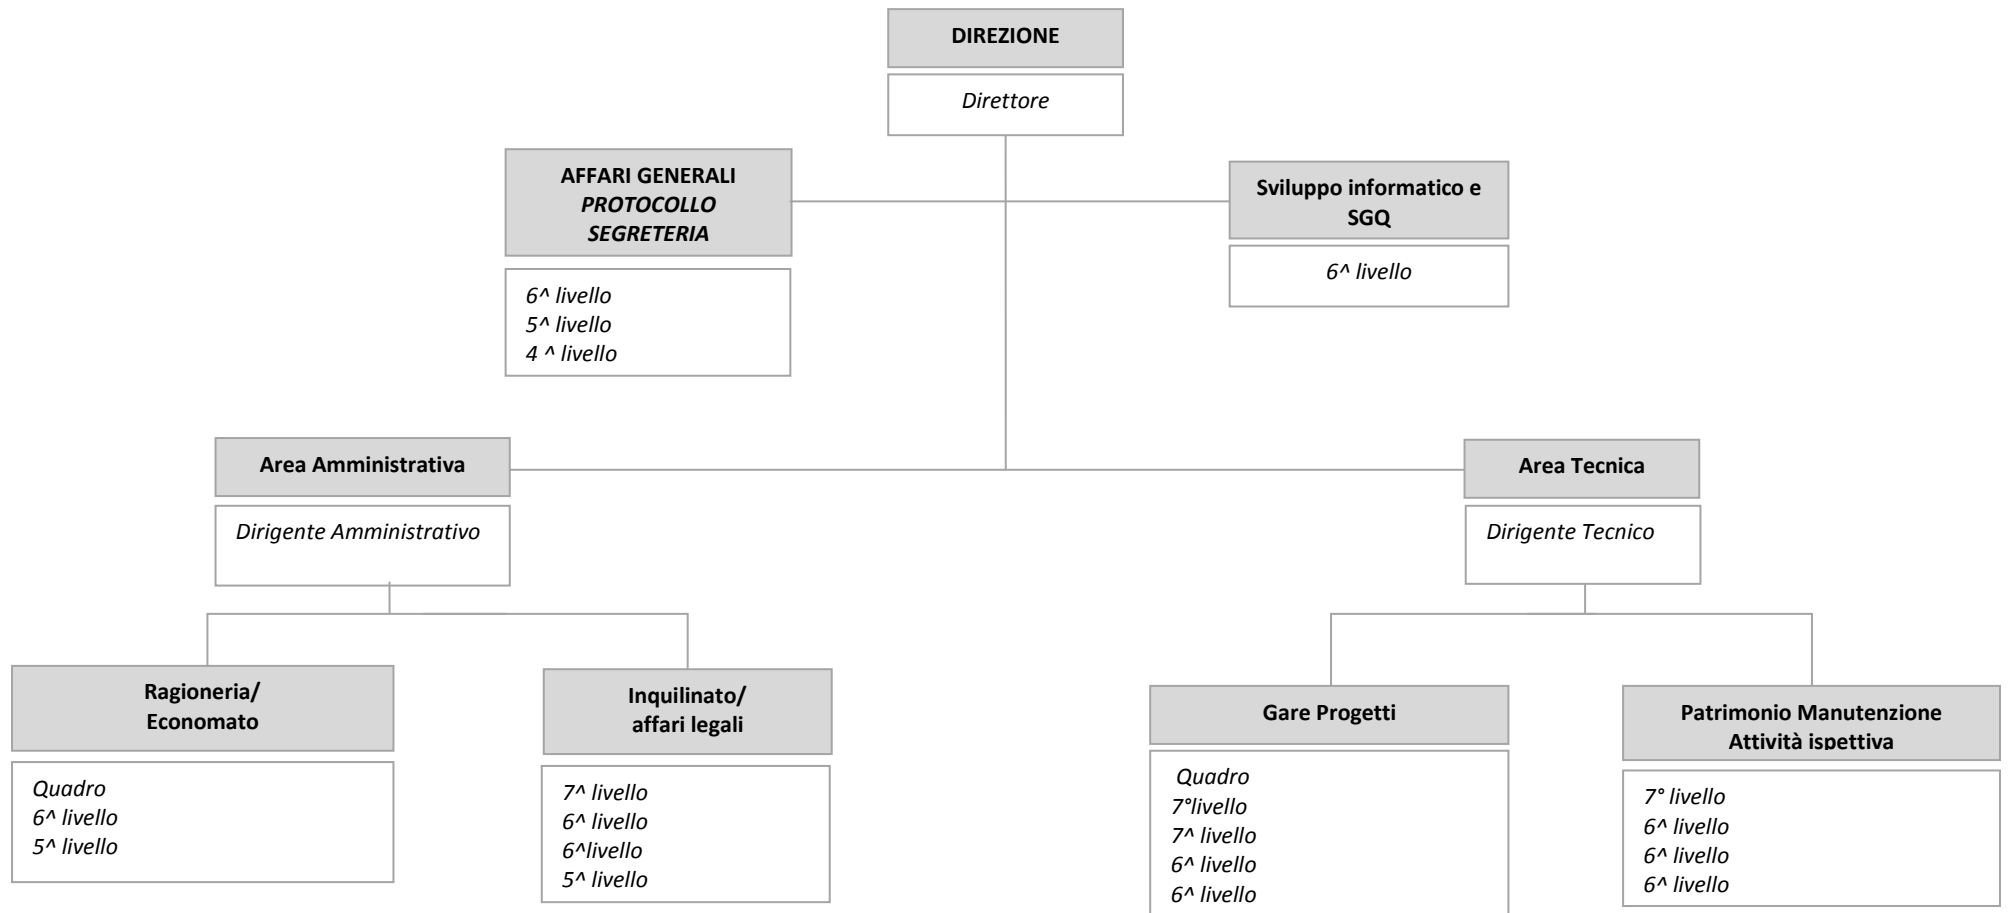 DIREZIONE
Direttore
AFFARI GENERALI
PROTOCOLLO
SEGRETERIA
6^ livello
5^ livello
4 ^ livello
Sviluppo informatico e
SGQ
6^ livello
Area Amministrativa
Dirigente Amministrativo
Area Tecnica
Dirigente Tecnico
Ragioneria/
Economato
Quadro
6^ livello
5^ livello
Inquilinato/
affari legali
7^ livello
6^ livello
6^livello
5^ livello
Gare Progetti
Quadro
7°livello
7^ livello
6^ livello
6^ livello
Patrimonio Manutenzione
Attività ispettiva
7° livello
6^ livello
6^ livello
6^ livello